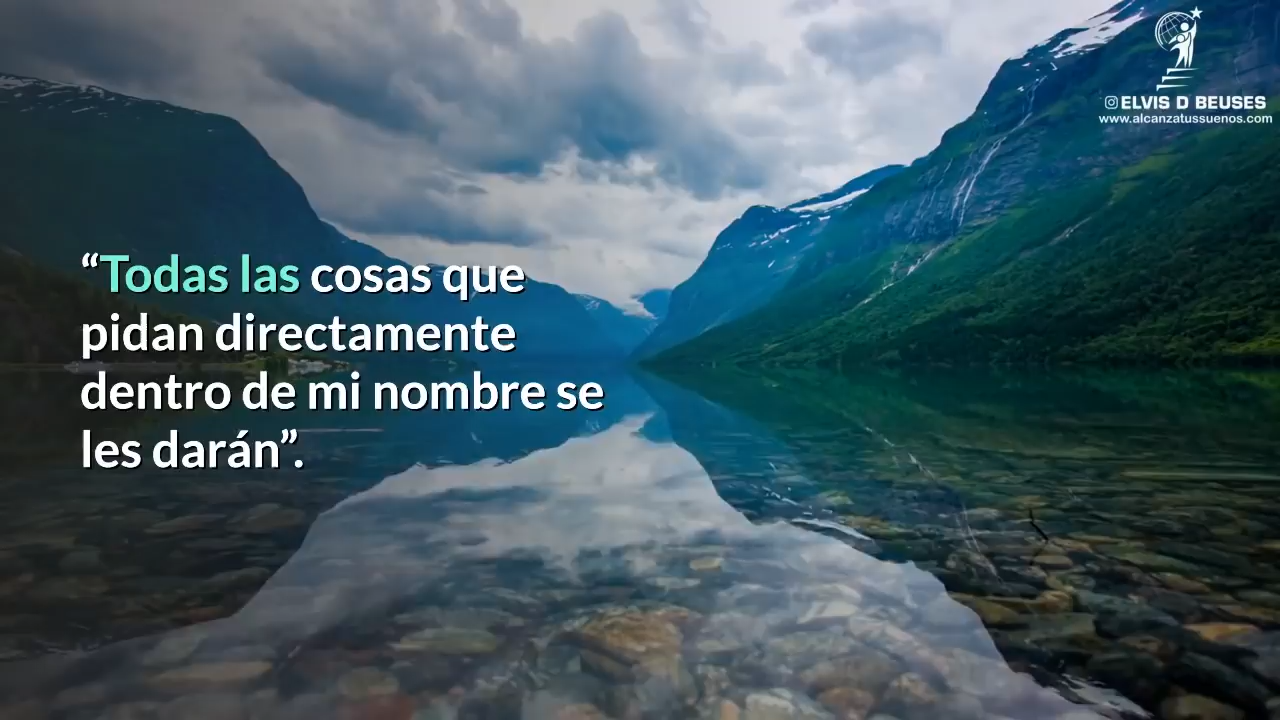 ELVIS D BEUSES
www.alcanzatussuenos.com
“Todas las cosas que
pidan directamente
dentro de mi nombre se
les darán”.